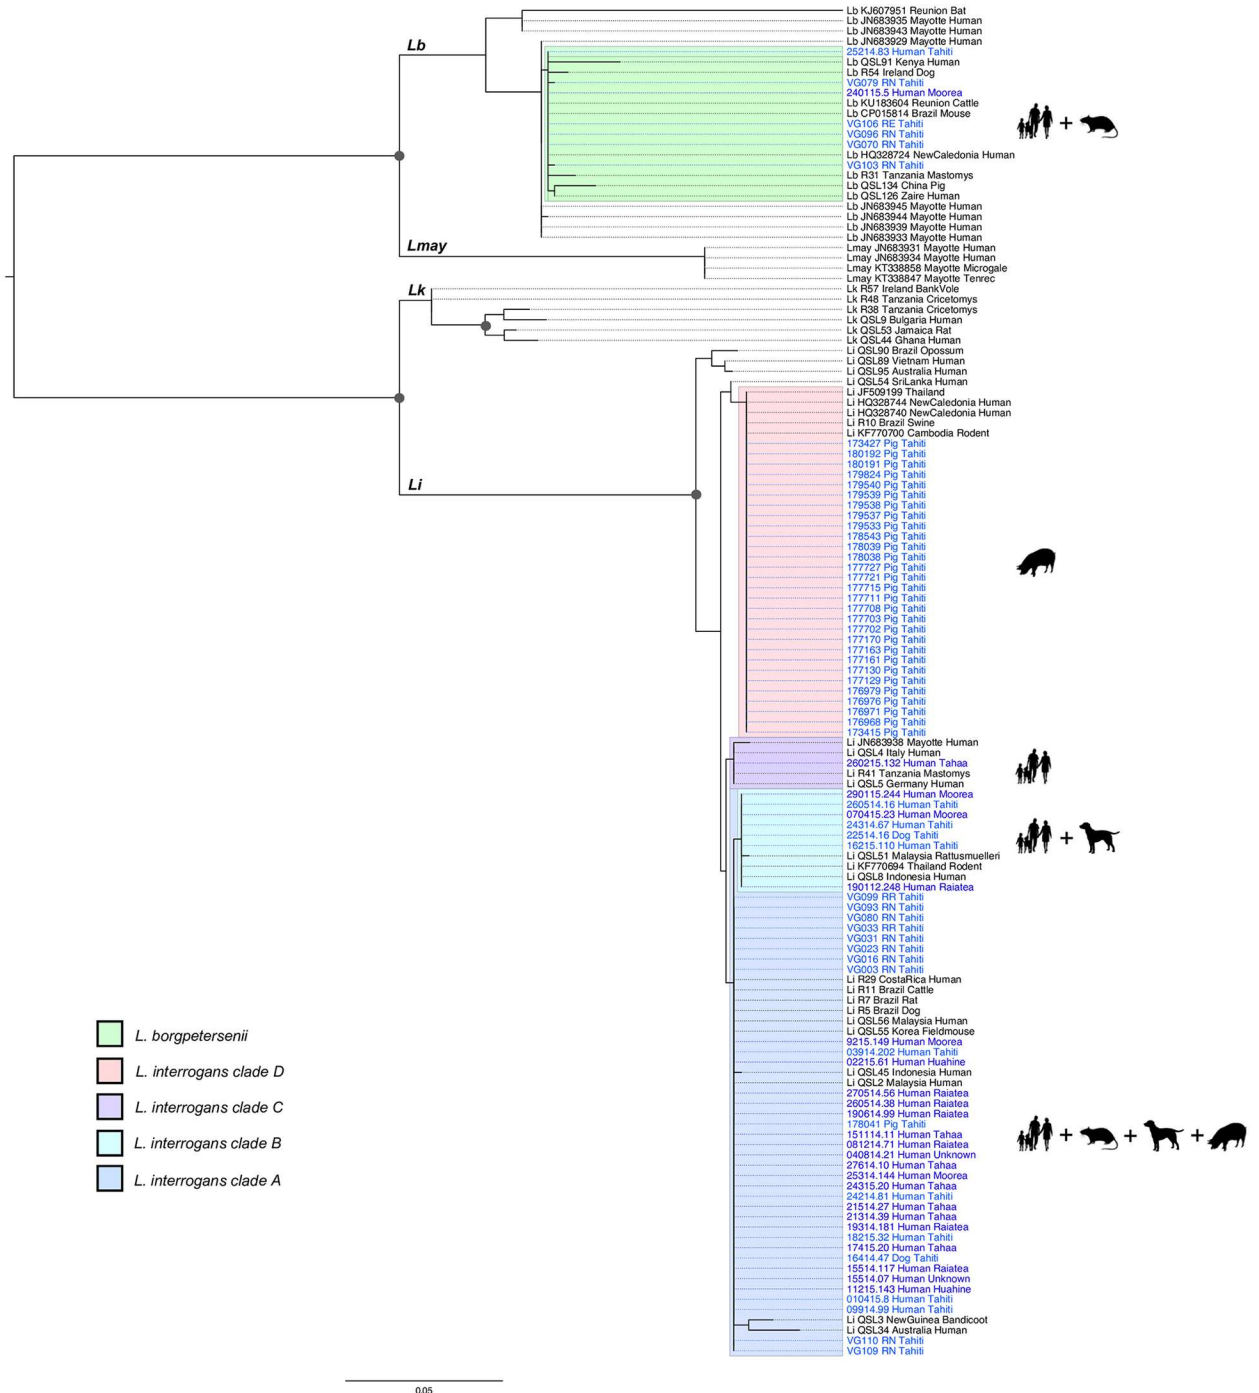 Lb KJ607951 Reunion Bat
Lb JN683935 Mayotte Human
Lb JN683943 Mayotte Human
Lb JN683929 Mayotte Human
Lb
25214.83 Human Tahiti
Lb QSL91 Kenya Human
Lb R54 Ireland Dog
VG079 RN Tahiti
240115.5 Human Moorea
Lb KU183604 Reunion Cattle
Lb CP015814 Brazil Mouse
VG106 RE Tahiti
+
VG096 RN Tahiti
VG070 RN Tahiti
Lb HQ328724 NewCaledonia Human
VG103 RN Tahiti
Lb R31 Tanzania Mastomys
Lb QSL134 China Pig
Lb QSL126 Zaire Human
Lb JN683945 Mayotte Human
Lb JN683944 Mayotte Human
Lb JN683939 Mayotte Human
Lb JN683933 Mayotte Human
Lmay
Lmay JN683931 Mayotte Human
Lmay JN683934 Mayotte Human
Lmay KT338858 Mayotte Microgale
Lmay KT338847 Mayotte Tenrec
Lk
Lk R57 Ireland BankVole
Lk R48 Tanzania Cricetomys
Lk R38 Tanzania Cricetomys
Lk QSL9 Bulgaria Human
Lk QSL53 Jamaica Rat
Lk QSL44 Ghana Human
Li QSL90 Brazil Opossum
Li QSL89 Vietnam Human
Li QSL95 Australia Human
Li QSL54 SriLanka Human
Li JF509199 Thailand
Li HQ328744 NewCaledonia Human
Li HQ328740 NewCaledonia Human
Li R10 Brazil Swine
Li KF770700 Cambodia Rodent
173427 Pig Tahiti
180192 Pig Tahiti
180191 Pig Tahiti
179824 Pig Tahiti
179540 Pig Tahiti
Li
179539 Pig Tahiti
179538 Pig Tahiti
179537 Pig Tahiti
179533 Pig Tahiti
178543 Pig Tahiti
178039 Pig Tahiti
178038 Pig Tahiti
177727 Pig Tahiti
177721 Pig Tahiti
177715 Pig Tahiti
177711 Pig Tahiti
177708 Pig Tahiti
177703 Pig Tahiti
177702 Pig Tahiti
177170 Pig Tahiti
177163 Pig Tahiti
177161 Pig Tahiti
177130 Pig Tahiti
177129 Pig Tahiti
176979 Pig Tahiti
176976 Pig Tahiti
176971 Pig Tahiti
176968 Pig Tahiti
173415 Pig Tahiti
Li JN683938 Mayotte Human
Li QSL4 Italy Human
260215.132 Human Tahaa
Li R41 Tanzania Mastomys
Li QSL5 Germany Human
290115.244 Human Moorea
260514.16 Human Tahiti
070415.23 Human Moorea
24314.67 Human Tahiti
22514.16 Dog Tahiti
+
16215.110 Human Tahiti
Li QSL51 Malaysia Rattusmuelleri
Li KF770694 Thailand Rodent
Li QSL8 Indonesia Human
190112.248 Human Raiatea
VG099 RR Tahiti
VG093 RN Tahiti
VG080 RN Tahiti
VG033 RR Tahiti
VG031 RN Tahiti
VG023 RN Tahiti
VG016 RN Tahiti
VG003 RN Tahiti
Li R29 CostaRica Human
Li R11 Brazil Cattle
Li R7 Brazil Rat
Li R5 Brazil Dog
Li QSL56 Malaysia Human
Li QSL55 Korea Fieldmouse
9215.149 Human Moorea
03914.202 Human Tahiti
02215.61 Human Huahine
Li QSL45 Indonesia Human
Li QSL2 Malaysia Human
270514.56 Human Raiatea
260514.38 Human Raiatea
190614.99 Human Raiatea
178041 Pig Tahiti
151114.11 Human Tahaa
+ + +
081214.71 Human Raiatea
040814.21 Human Unknown
27614.10 Human Tahaa
25314.144 Human Moorea
24315.20 Human Tahaa
24214.81 Human Tahiti
21514.27 Human Tahaa
21314.39 Human Tahaa
19314.181 Human Raiatea
18215.32 Human Tahiti
17415.20 Human Tahaa
16414.47 Dog Tahiti
15514.117 Human Raiatea
15514.07 Human Unknown
11215.143 Human Huahine
010415.8 Human Tahiti
09914.99 Human Tahiti
Li QSL3 NewGuinea Bandicoot
Li QSL34 Australia Human
VG110 RN Tahiti
VG109 RN Tahiti
L. borgpetersenii
L. interrogans clade D
L. interrogans clade C
L. interrogans clade B
L. interrogans clade A
0.05